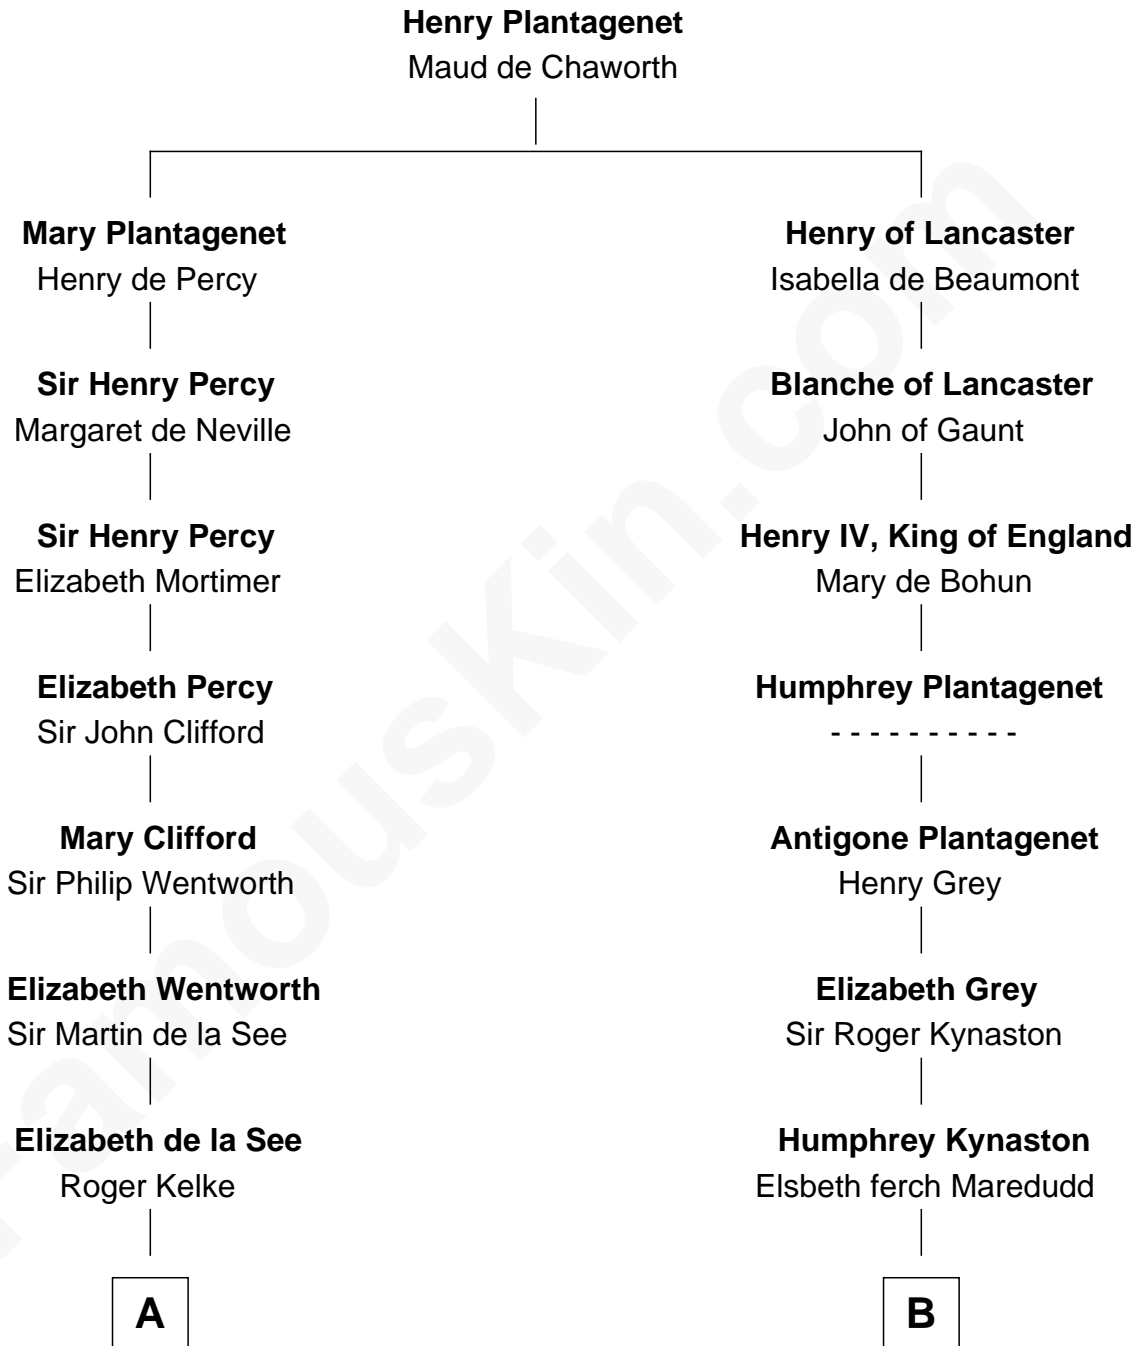 Henry Plantagenet
Maud de Chaworth
Mary Plantagenet
Henry de Percy
Henry of Lancaster
Isabella de Beaumont
Sir Henry Percy
Margaret de Neville
Blanche of Lancaster
John of Gaunt
Sir Henry Percy
Elizabeth Mortimer
Henry IV, King of England
Mary de Bohun
Elizabeth Percy
Sir John Clifford
Humphrey Plantagenet
- - - - - - - - - -
Mary Clifford
Sir Philip Wentworth
Antigone Plantagenet
Henry Grey
Elizabeth Wentworth
Sir Martin de la See
Elizabeth Grey
Sir Roger Kynaston
Elizabeth de la See
Roger Kelke
Humphrey Kynaston
Elsbeth ferch Maredudd
A
B
FamousKin.com